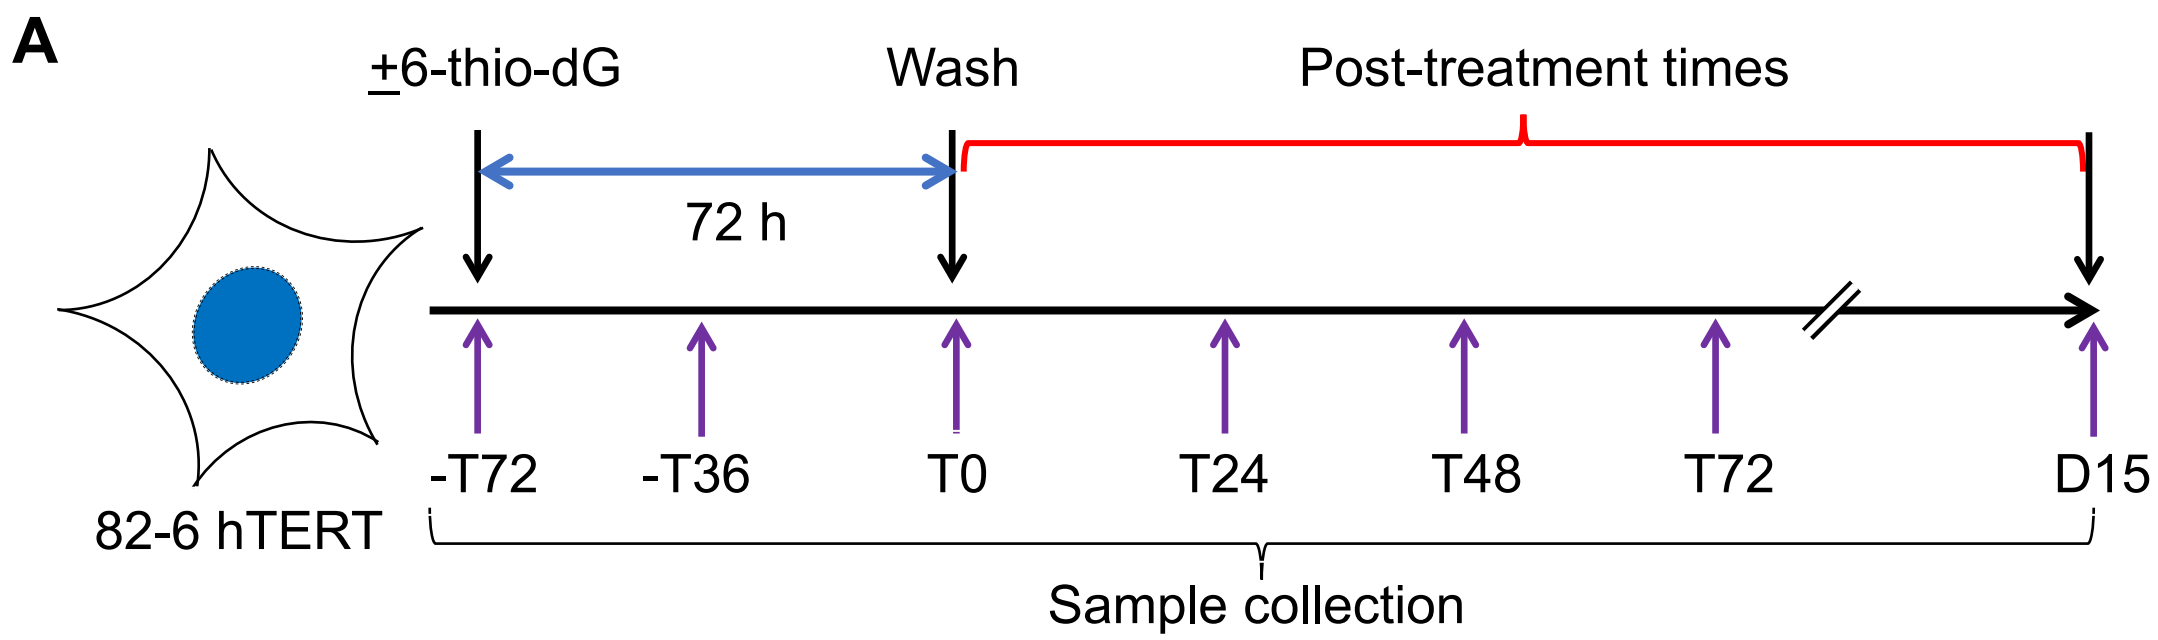 A
±6-thio-dG
Wash
Post-treatment times
72 h
-T72
-T36
T0
T24
T48
T72
D15
82-6 hTERT
Sample collection